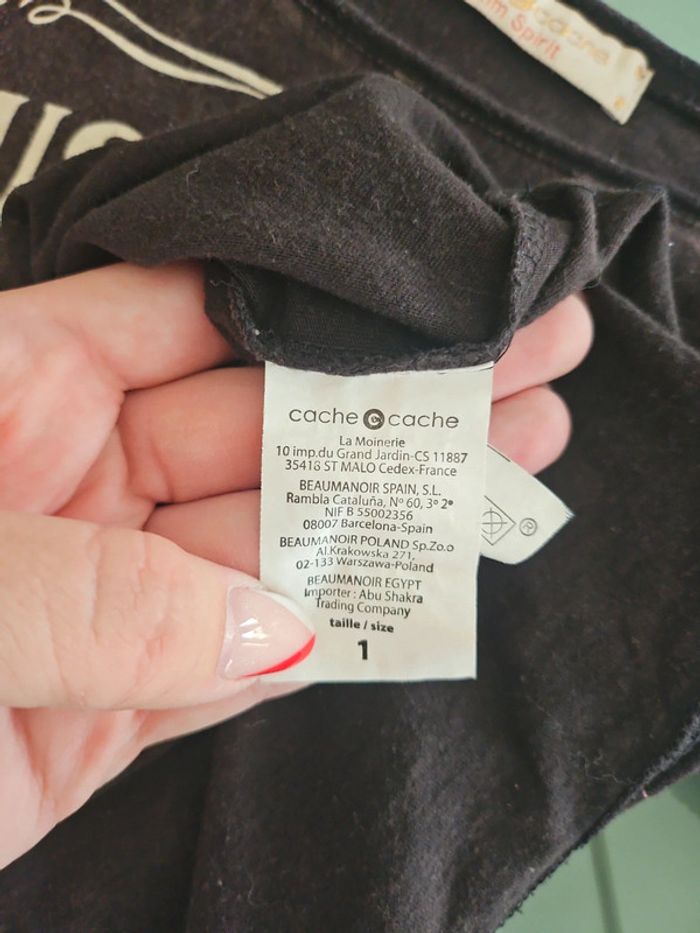 Spirit
cache cache
La Moinerie
10 imp.du Grand Jardin-CS 11887
35418 ST MALO Cedex-France
BEAUMANOIR SPAIN, S.L.
Rambla Cataluña, Nº 60, 3º 2ª
NIF B 55002356
08007 Barcelona-Spain
BEAUMANOIR POLAND Sp.Zo.o
Al.Krakowska 271,
02-133 Warszawa-Poland
BEAUMANOIR EGYPT
Importer : Abu Shakra
Trading Company
taille / size
1
®